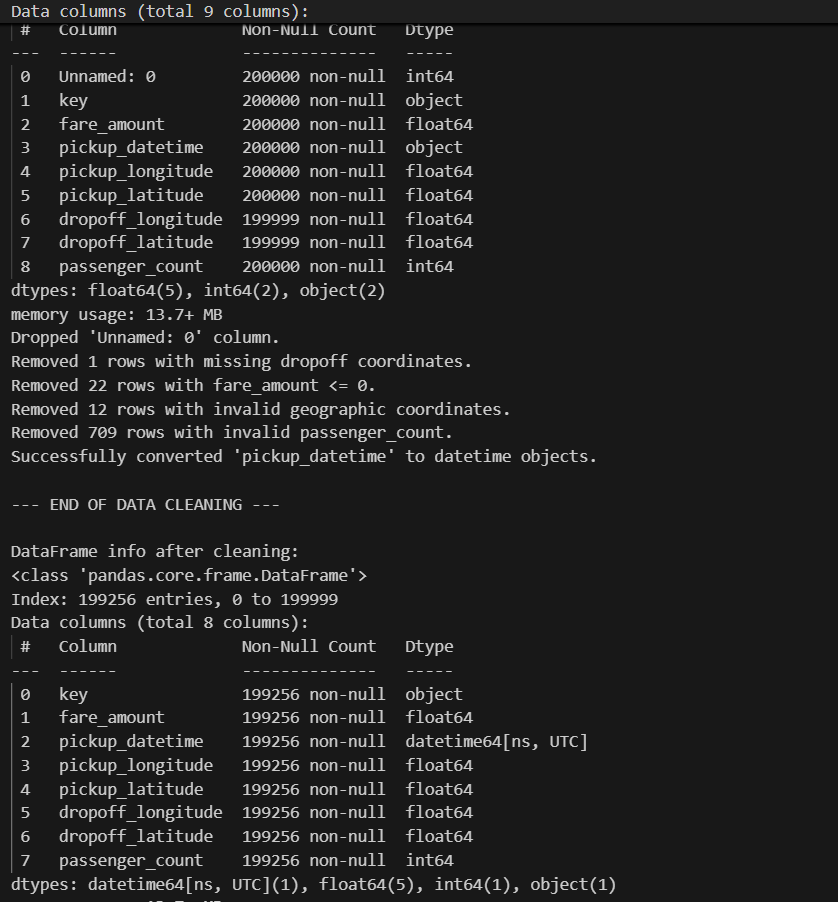 Data columns (total 9 columns):
 #   Column             Non-Null Count   Dtype
---  ------             --------------   -----
 0   Unnamed: 0         200000 non-null  int64
 1   key                200000 non-null  object
 2   fare_amount        200000 non-null  float64
 3   pickup_datetime    200000 non-null  object
 4   pickup_longitude   200000 non-null  float64
 5   pickup_latitude    200000 non-null  float64
 6   dropoff_longitude  199999 non-null  float64
 7   dropoff_latitude   199999 non-null  float64
 8   passenger_count    200000 non-null  int64
dtypes: float64(5), int64(2), object(2)
memory usage: 13.7+ MB
Dropped 'Unnamed: 0' column.
Removed 1 rows with missing dropoff coordinates.
Removed 22 rows with fare_amount <= 0.
Removed 12 rows with invalid geographic coordinates.
Removed 709 rows with invalid passenger_count.
Successfully converted 'pickup_datetime' to datetime objects.

--- END OF DATA CLEANING ---

DataFrame info after cleaning:
<class 'pandas.core.frame.DataFrame'>
Index: 199256 entries, 0 to 199999
Data columns (total 8 columns):
 #   Column             Non-Null Count   Dtype
---  ------             --------------   -----
 0   key                199256 non-null  object
 1   fare_amount        199256 non-null  float64
 2   pickup_datetime    199256 non-null  datetime64[ns, UTC]
 3   pickup_longitude   199256 non-null  float64
 4   pickup_latitude    199256 non-null  float64
 5   dropoff_longitude  199256 non-null  float64
 6   dropoff_latitude   199256 non-null  float64
 7   passenger_count    199256 non-null  int64
dtypes: datetime64[ns, UTC](1), float64(5), int64(1), object(1)